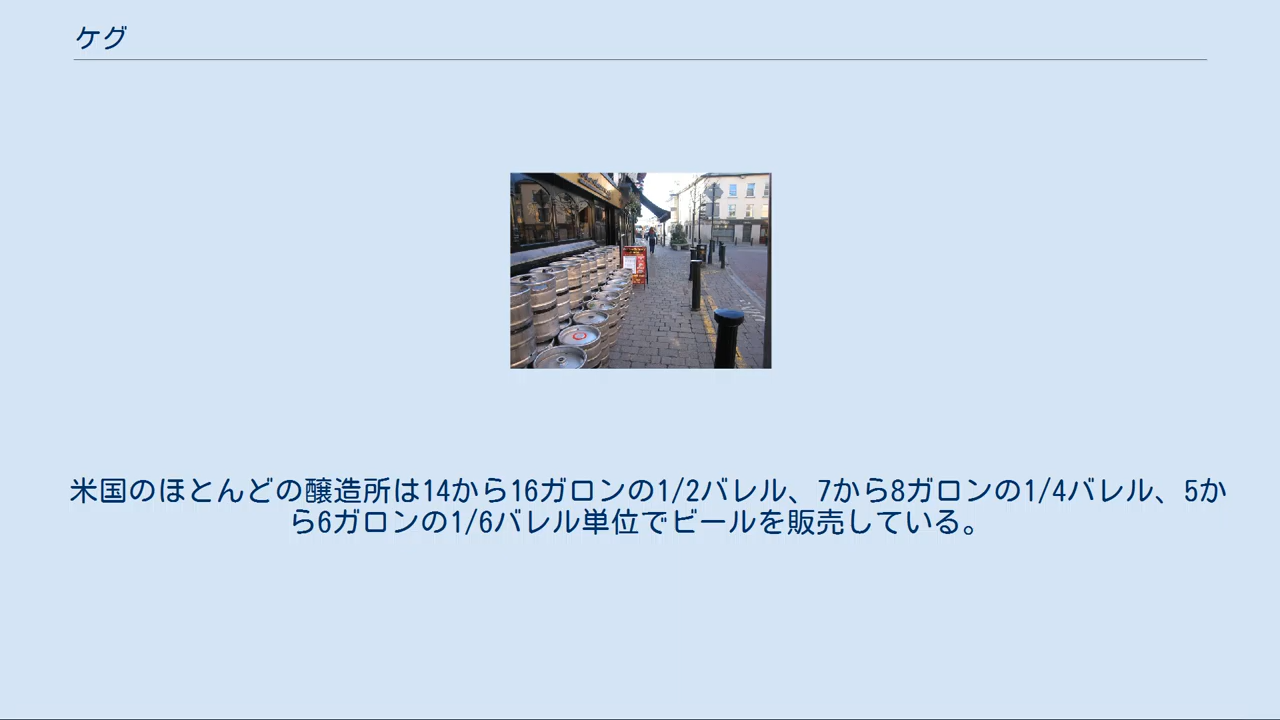 ケグ
米国のほとんどの醸造所は14から16ガロンの1/2バレル、7から8ガロンの1/4バレル、5か
ら6ガロンの1/6バレル単位でビールを販売している。